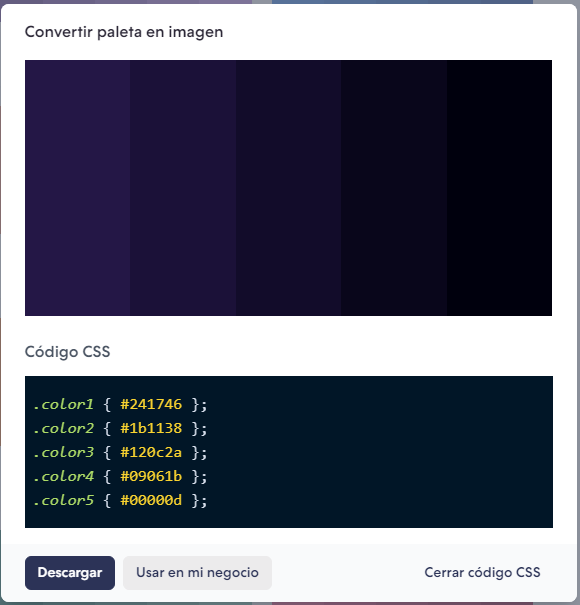 Convertir paleta en imagen
Código CSS
.color1 { #241746 };
.color2 { #1b1138 };
.color3 { #120c2a };
.color4 { #09061b };
.color5 { #00000d };
Descargar Usar en mi negocio Cerrar código CSS